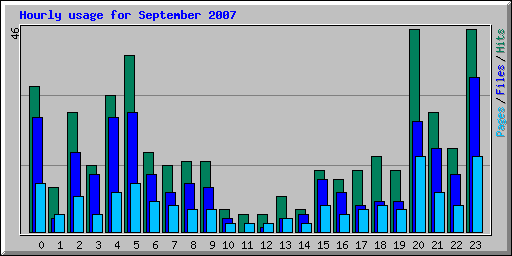 Hourly usage for September 2007
46
Pages / Files / Hits
0 1 2 3 4 5 6 7 8 9 10 11 12 13 14 15 16 17 18 19 20 21 22 23